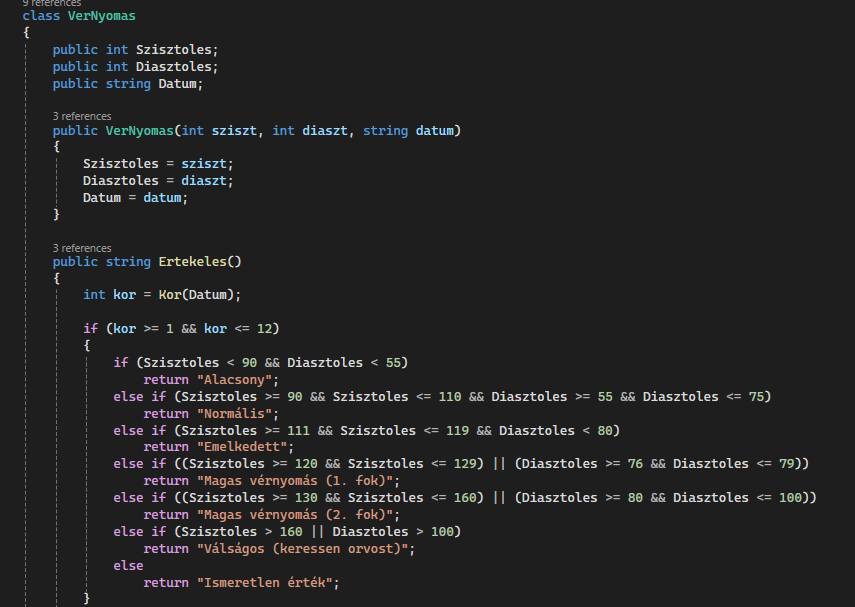 9 references
class VerNyomas
{
public int Szisztoles;
public int Diasztoles;
public string Datum;
3 references
public VerNyomas(int sziszt, int diaszt, string datum)
{
Szisztoles = sziszt;
Diasztoles = diaszt;
Datum = datum;
}
3 references
public string Ertekeles()
{
int kor = Kor(Datum);
if (kor >= 1 && kor <= 12)
{
if (Szisztoles < 90 && Diasztoles < 55)
return "Alacsony";
else if (Szisztoles >= 90 && Szisztoles <= 110 && Diasztoles >= 55 && Diasztoles <= 75)
return "Normális";
else if (Szisztoles >= 111 && Szisztoles <= 119 && Diasztoles < 80)
return "Emelkedett";
else if ((Szisztoles >= 120 && Szisztoles <= 129) || (Diasztoles >= 76 && Diasztoles <= 79))
return "Magas vérnyomás (1. fok)";
else if ((Szisztoles >= 130 && Szisztoles <= 160) || (Diasztoles >= 80 && Diasztoles <= 100))
return "Magas vérnyomás (2. fok)";
else if (Szisztoles > 160 || Diasztoles > 100)
return "Válságos (keressen orvost)";
else
return "Ismeretlen érték";
}